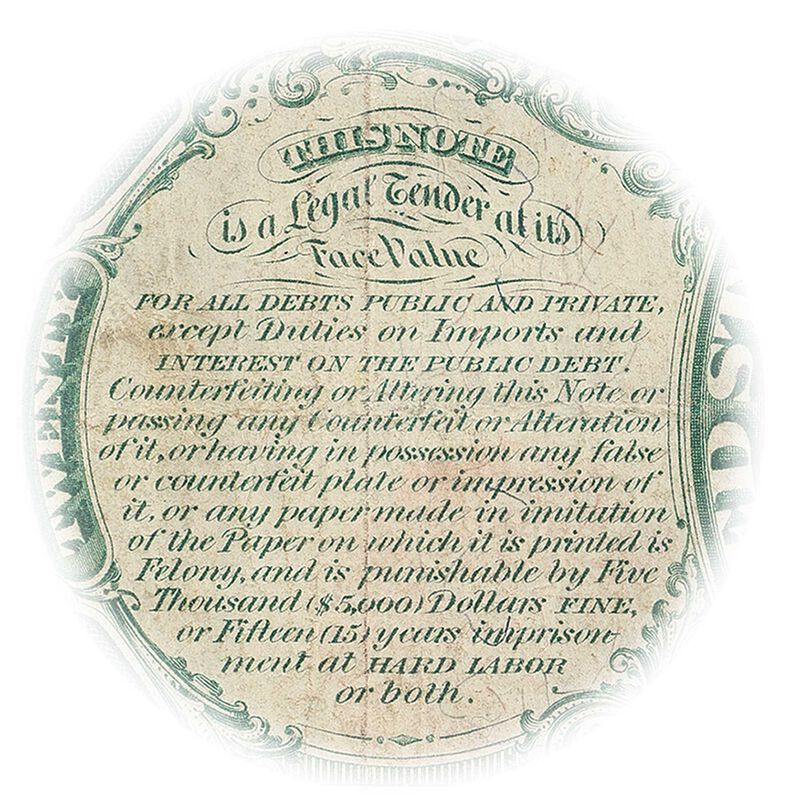 THIS NOTE
is a Legal Tender at its
Face Value
FOR ALL DEBTS PUBLIC AND PRIVATE,
except Duties on Imports and
INTEREST ON THE PUBLIC DEBT.
Counterfeiting or Altering this Note or
passing any Counterfeit or Alteration
of it, or having in possession any false
or counterfeit plate or impression of
it, or any paper made in imitation
of the Paper on which it is printed is
Felony, and is punishable by Five
Thousand ($5,000) Dollars FINE,
or Fifteen (15) years imprison-
ment at HARD LABOR
or both.
TWENTY